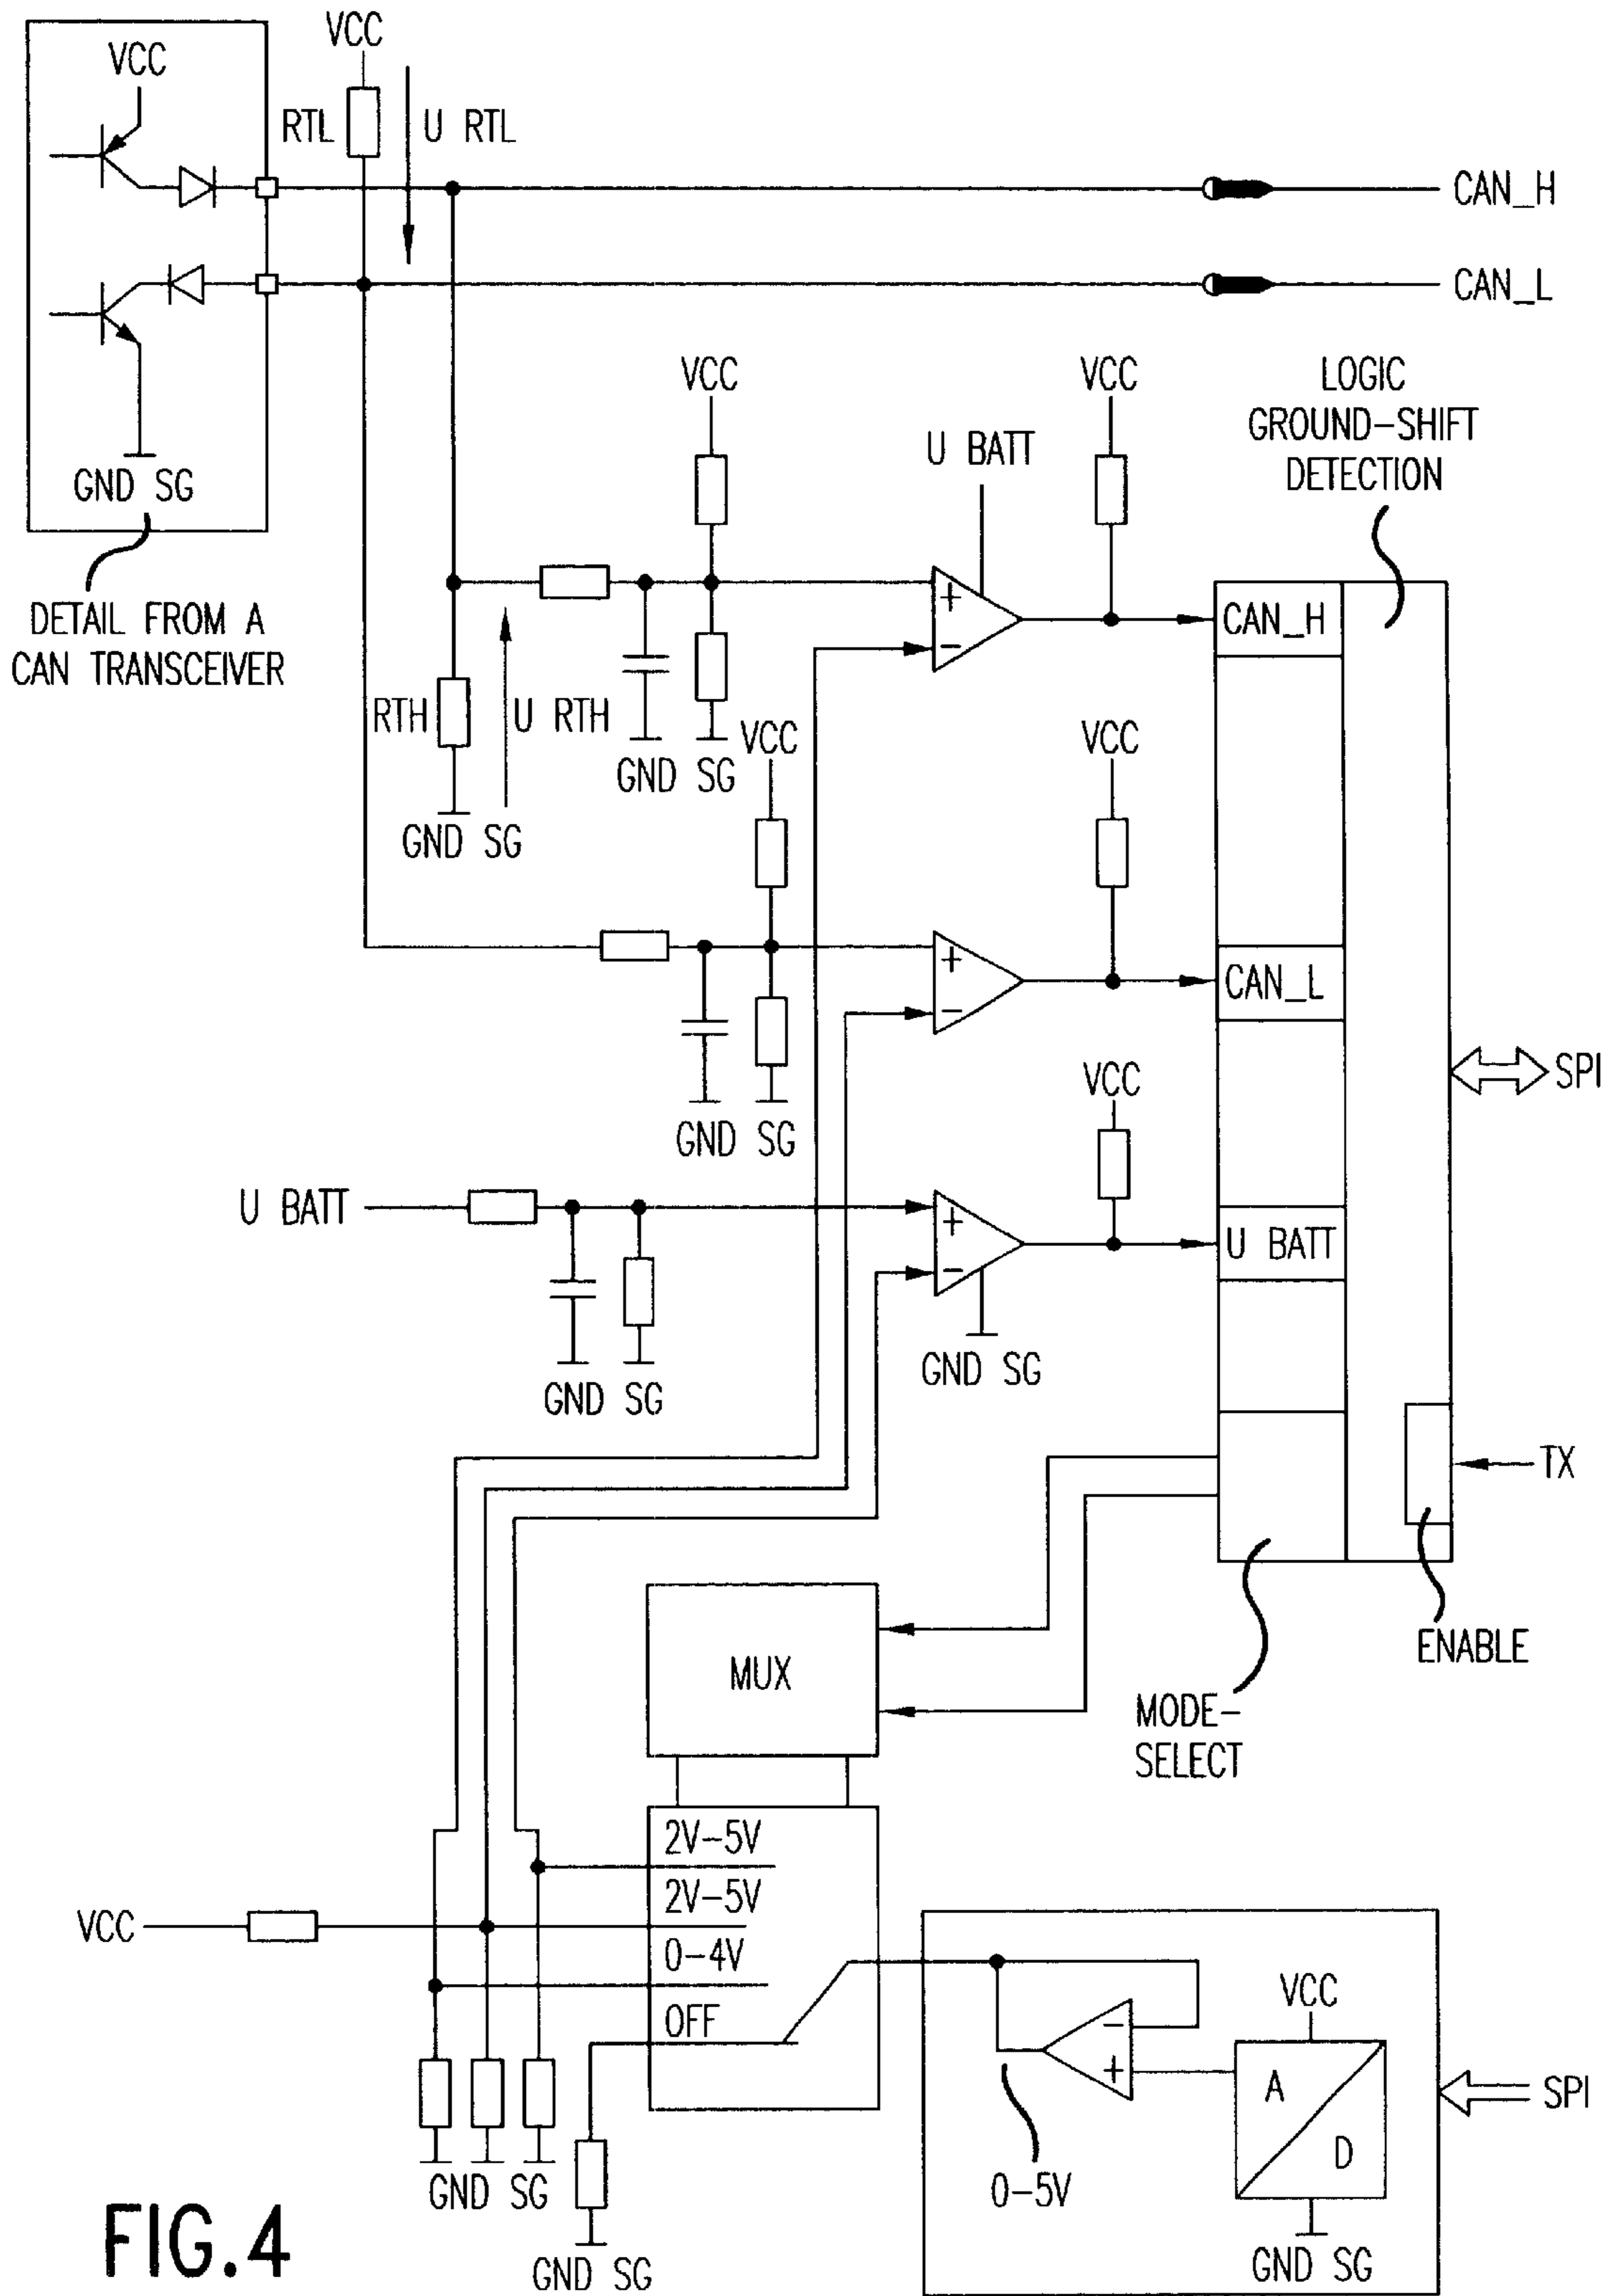 VCC
VCC
RTL
U RTL
CAN_H
CAN_L
GND SG
DETAIL FROM A
CAN TRANSCEIVER
VCC
U BATT
VCC
LOGIC
GROUND-SHIFT
DETECTION
+
-
CAN_H
RTH
U RTH
GND SG
GND SG
VCC
VCC
+
-
CAN_L
GND SG
SPI
VCC
U BATT
+
-
U BATT
GND SG
GND SG
TX
ENABLE
MODE-
SELECT
MUX
2V-5V
2V-5V
0-4V
OFF
VCC
GND SG
GND SG
-
+
0-5V
VCC
A
D
GND SG
SPI
FIG.4